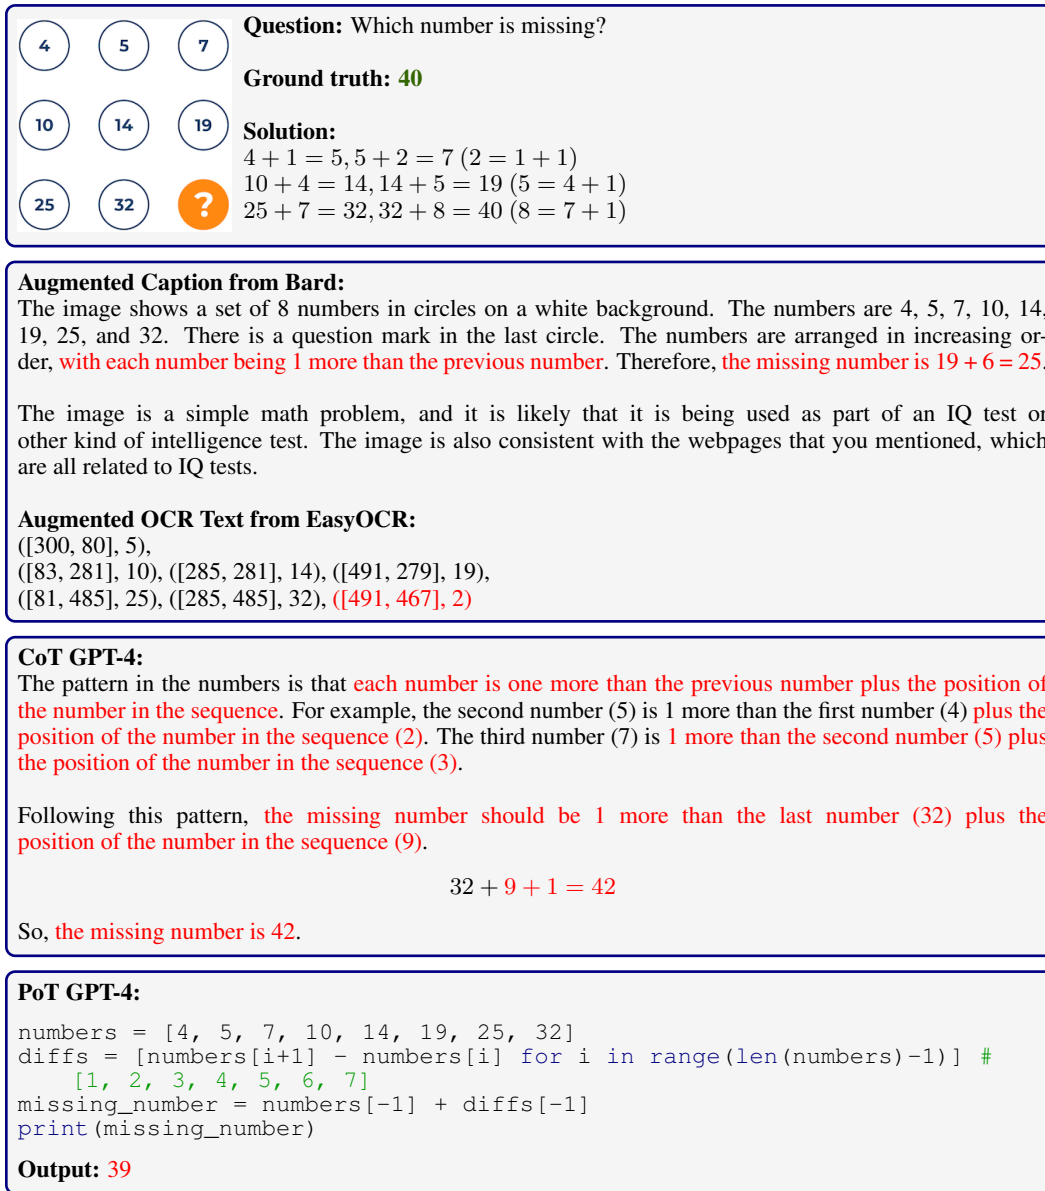 4 5 7
10 14 19
25 32 ?
Question: Which number is missing?
Ground truth: 40
Solution:
4 + 1 = 5, 5 + 2 = 7 (2 = 1 + 1)
10 + 4 = 14, 14 + 5 = 19 (5 = 4 + 1)
25 + 7 = 32, 32 + 8 = 40 (8 = 7 + 1)
Augmented Caption from Bard:
The image shows a set of 8 numbers in circles on a white background. The numbers are 4, 5, 7, 10, 14,
19, 25, and 32. There is a question mark in the last circle. The numbers are arranged in increasing or-
der, with each number being 1 more than the previous number. Therefore, the missing number is 19 + 6 = 25.
The image is a simple math problem, and it is likely that it is being used as part of an IQ test or
other kind of intelligence test. The image is also consistent with the webpages that you mentioned, which
are all related to IQ tests.
Augmented OCR Text from EasyOCR:
([300, 80], 5),
([83, 281], 10), ([285, 281], 14), ([491, 279], 19),
([81, 485], 25), ([285, 485], 32), ([491, 467], 2)
CoT GPT-4:
The pattern in the numbers is that each number is one more than the previous number plus the position of
the number in the sequence. For example, the second number (5) is 1 more than the first number (4) plus the
position of the number in the sequence (2). The third number (7) is 1 more than the second number (5) plus
the position of the number in the sequence (3).
Following this pattern, the missing number should be 1 more than the last number (32) plus the
position of the number in the sequence (9).
32 + 9 + 1 = 42
So, the missing number is 42.
PoT GPT-4:
numbers = [4, 5, 7, 10, 14, 19, 25, 32]
diffs = [numbers[i+1] - numbers[i] for i in range(len(numbers)-1)] #
[1, 2, 3, 4, 5, 6, 7]
missing_number = numbers[-1] + diffs[-1]
print(missing_number)
Output: 39